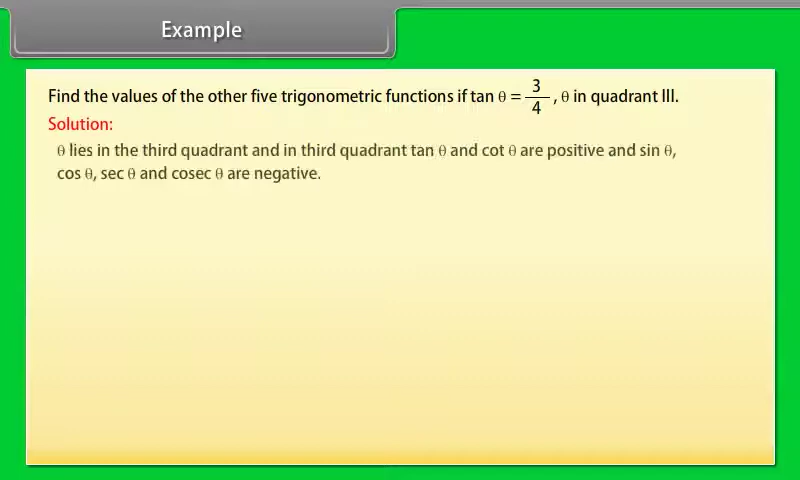 Example
Find the values of the other five trigonometric functions if tan θ = 3/4 , θ in quadrant III.
Solution:
θ lies in the third quadrant and in third quadrant tan θ and cot θ are positive and sin θ,
cos θ, sec θ and cosec θ are negative.